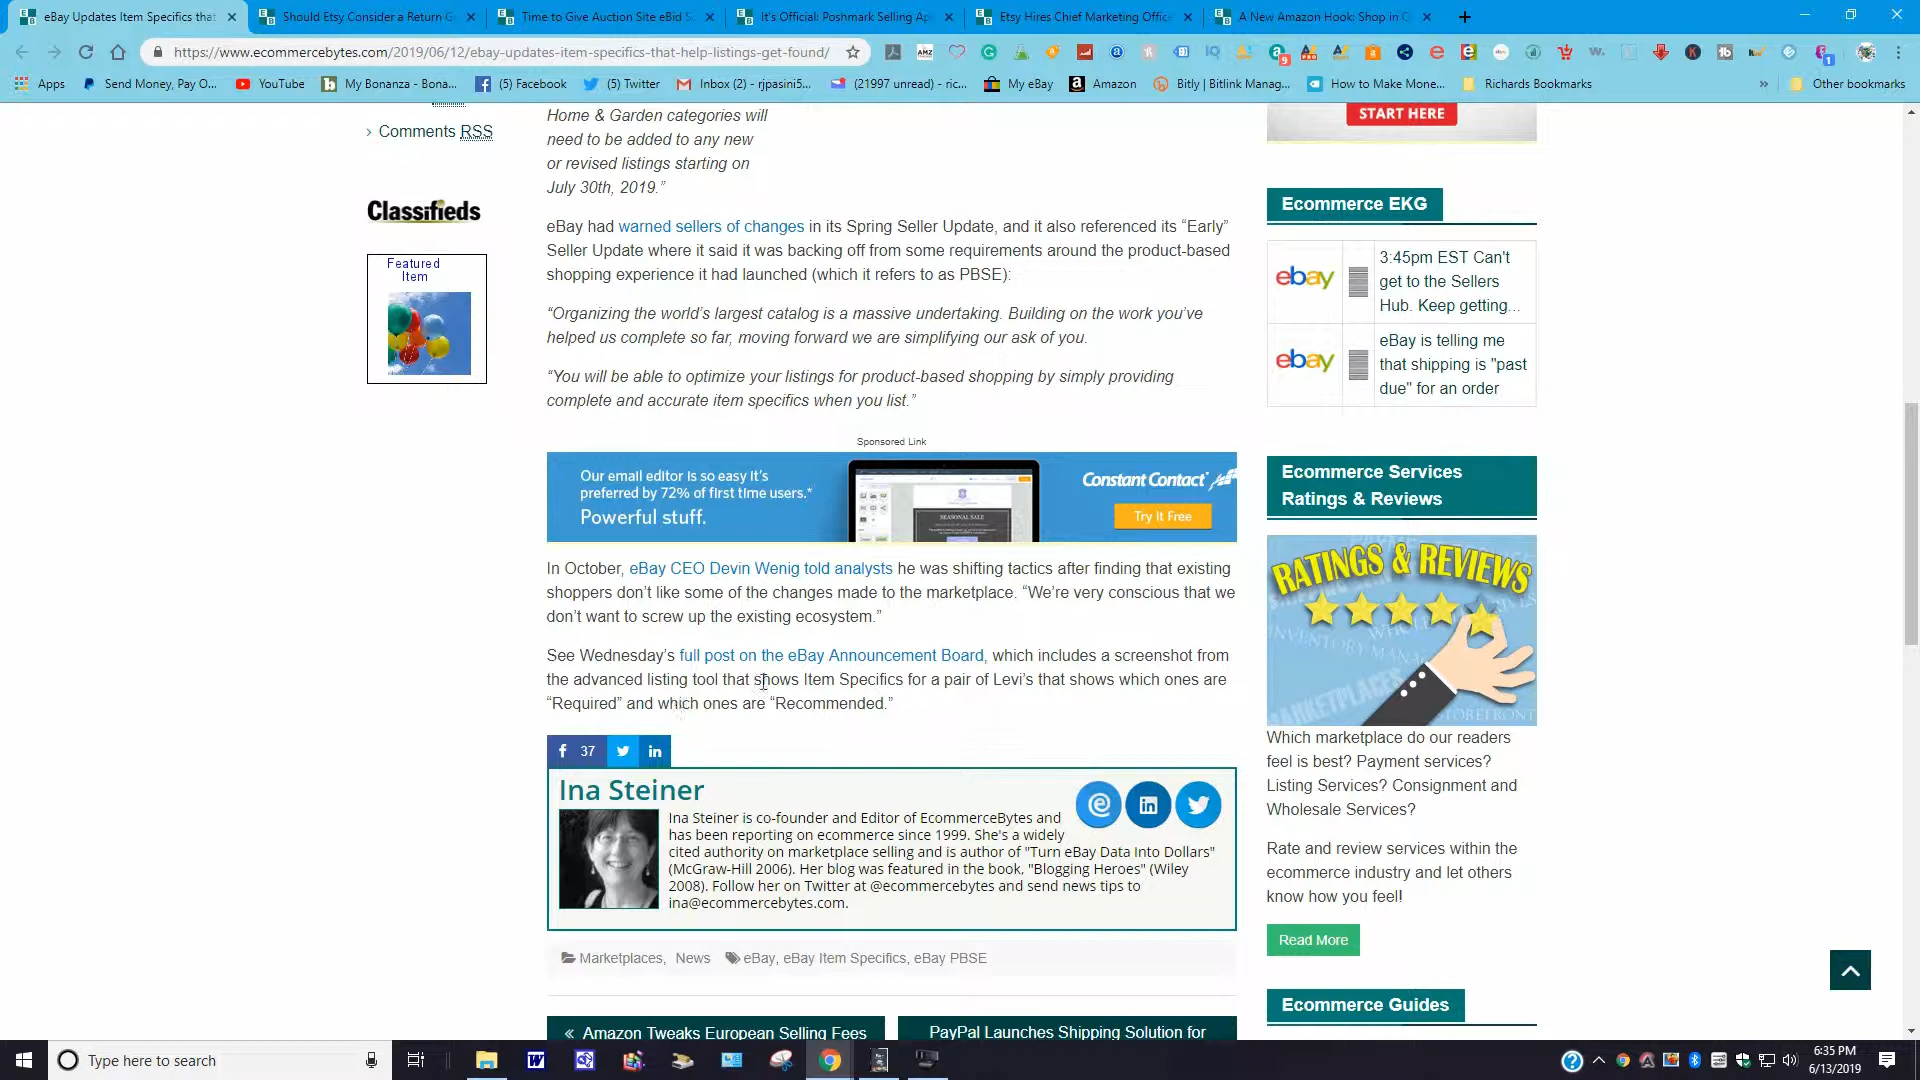 eBay Updates Item Specifics that
Should Etsy Consider a Return G
Time to Give Auction Site eBid S
It's Official: Poshmark Selling Ap
Etsy Hires Chief Marketing Office
A New Amazon Hook: Shop in C
https://www.ecommercebytes.com/2019/06/12/ebay-updates-item-specifics-that-help-listings-get-found/
Apps
Send Money, Pay O...
YouTube
My Bonanza - Bona...
(5) Facebook
(5) Twitter
Inbox (2) - rjpasini5...
(21997 unread) - ric...
My eBay
Amazon
Bitly | Bitlink Manag...
How to Make Mone...
Richards Bookmarks
Other bookmarks
Comments RSS
Classifieds
Featured
Item
Home & Garden categories will
need to be added to any new
or revised listings starting on
July 30th, 2019.”
eBay had warned sellers of changes in its Spring Seller Update, and it also referenced its “Early”
Seller Update where it said it was backing off from some requirements around the product-based
shopping experience it had launched (which it refers to as PBSE):
“Organizing the world’s largest catalog is a massive undertaking. Building on the work you’ve
helped us complete so far, moving forward we are simplifying our ask of you.
“You will be able to optimize your listings for product-based shopping by simply providing
complete and accurate item specifics when you list.”
Sponsored Link
Our email editor is so easy it's
preferred by 72% of first time users.*
Powerful stuff.
SEASONAL SALE
Constant Contact
Try It Free
In October, eBay CEO Devin Wenig told analysts he was shifting tactics after finding that existing
shoppers don’t like some of the changes made to the marketplace. “We’re very conscious that we
don’t want to screw up the existing ecosystem.”
See Wednesday’s full post on the eBay Announcement Board, which includes a screenshot from
the advanced listing tool that shows Item Specifics for a pair of Levi’s that shows which ones are
“Required” and which ones are “Recommended.”
37
Ina Steiner
Ina Steiner is co-founder and Editor of EcommerceBytes and
has been reporting on ecommerce since 1999. She's a widely
cited authority on marketplace selling and is author of "Turn eBay Data Into Dollars"
(McGraw-Hill 2006). Her blog was featured in the book, "Blogging Heroes" (Wiley
2008). Follow her on Twitter at @ecommercebytes and send news tips to
ina@ecommercebytes.com.
Marketplaces, News eBay, eBay Item Specifics, eBay PBSE
« Amazon Tweaks European Selling Fees
PayPal Launches Shipping Solution for
START HERE
Ecommerce EKG
ebay
3:45pm EST Can't
get to the Sellers
Hub. Keep getting...
ebay
eBay is telling me
that shipping is "past
due" for an order
Ecommerce Services
Ratings & Reviews
RATINGS & REVIEWS
Which marketplace do our readers
feel is best? Payment services?
Listing Services? Consignment and
Wholesale Services?
Rate and review services within the
ecommerce industry and let others
know how you feel!
Read More
Ecommerce Guides
Type here to search
6:35 PM
6/13/2019